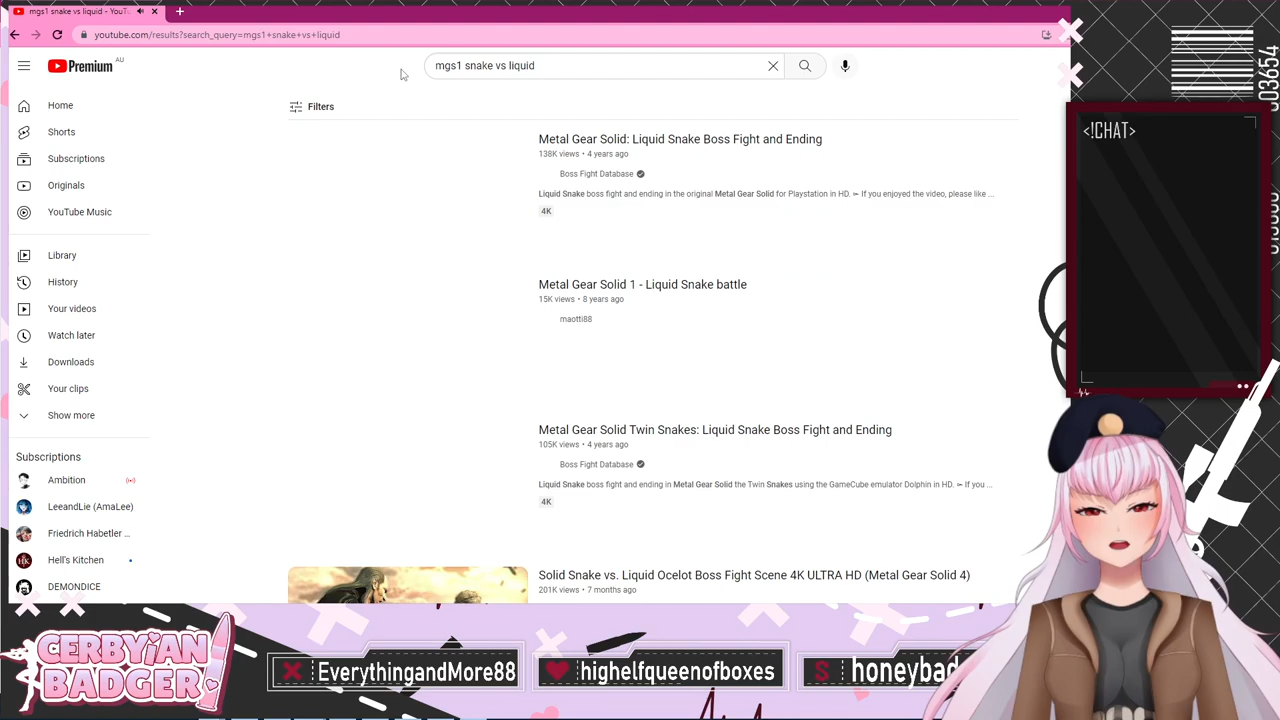 mgs1 snake vs liquid - YouT
youtube.com/results?search_query=mgs1+snake+vs+liquid
Premium
AU
mgs1 snake vs liquid
Home
Shorts
Subscriptions
Originals
YouTube Music
Library
History
Your videos
Watch later
Downloads
Your clips
Show more
Subscriptions
Ambition
LeeandLie (AmaLee)
Friedrich Habetler ...
HK
Hell's Kitchen
DEMONDICE
Filters
Metal Gear Solid: Liquid Snake Boss Fight and Ending
138K views • 4 years ago
Boss Fight Database
Liquid Snake boss fight and ending in the original Metal Gear Solid for Playstation in HD. ➣ If you enjoyed the video, please like ...
4K
Metal Gear Solid 1 - Liquid Snake battle
15K views • 8 years ago
maotti88
Metal Gear Solid Twin Snakes: Liquid Snake Boss Fight and Ending
105K views • 4 years ago
Boss Fight Database
Liquid Snake boss fight and ending in Metal Gear Solid the Twin Snakes using the GameCube emulator Dolphin in HD. ➣ If you ...
4K
Solid Snake vs. Liquid Ocelot Boss Fight Scene 4K ULTRA HD (Metal Gear Solid 4)
201K views • 7 months ago
<!CHAT>
03654
CERBYIAN
BADGER
EverythingandMore88
highelfqueenofboxes
S
honeybad